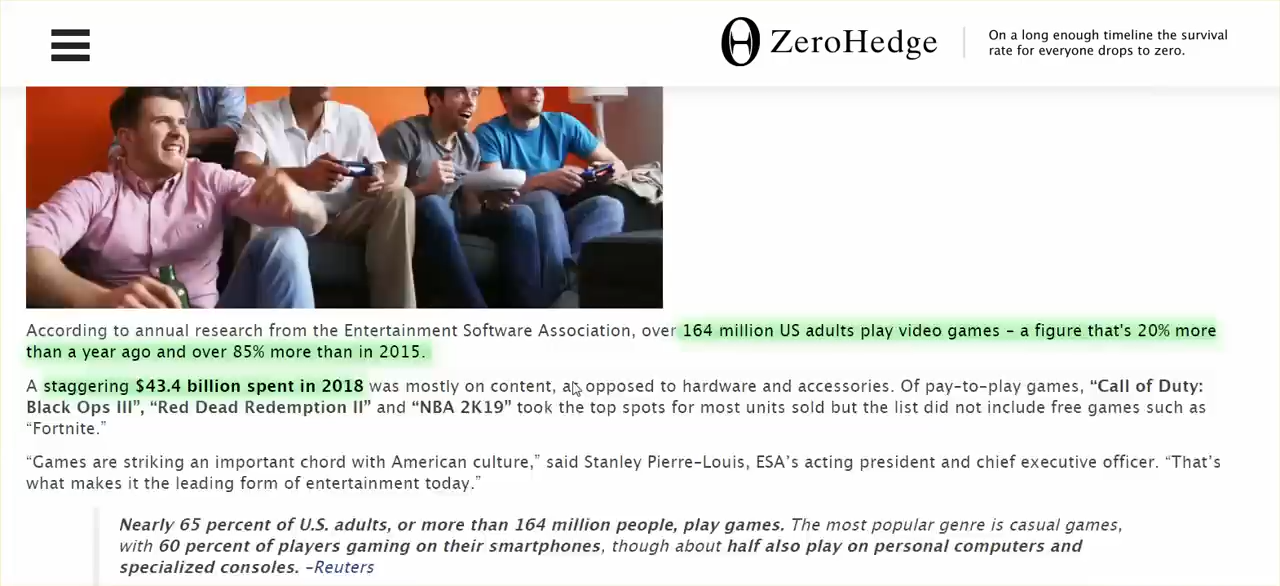 ZeroHedge
On a long enough timeline the survival
rate for everyone drops to zero.
According to annual research from the Entertainment Software Association, over 164 million US adults play video games – a figure that's 20% more
than a year ago and over 85% more than in 2015.
A staggering $43.4 billion spent in 2018 was mostly on content, as opposed to hardware and accessories. Of pay-to-play games, “Call of Duty:
Black Ops III”, “Red Dead Redemption II” and “NBA 2K19” took the top spots for most units sold but the list did not include free games such as
“Fortnite.”
“Games are striking an important chord with American culture,” said Stanley Pierre-Louis, ESA’s acting president and chief executive officer. “That’s
what makes it the leading form of entertainment today.”
Nearly 65 percent of U.S. adults, or more than 164 million people, play games. The most popular genre is casual games,
with 60 percent of players gaming on their smartphones, though about half also play on personal computers and
specialized consoles. –Reuters